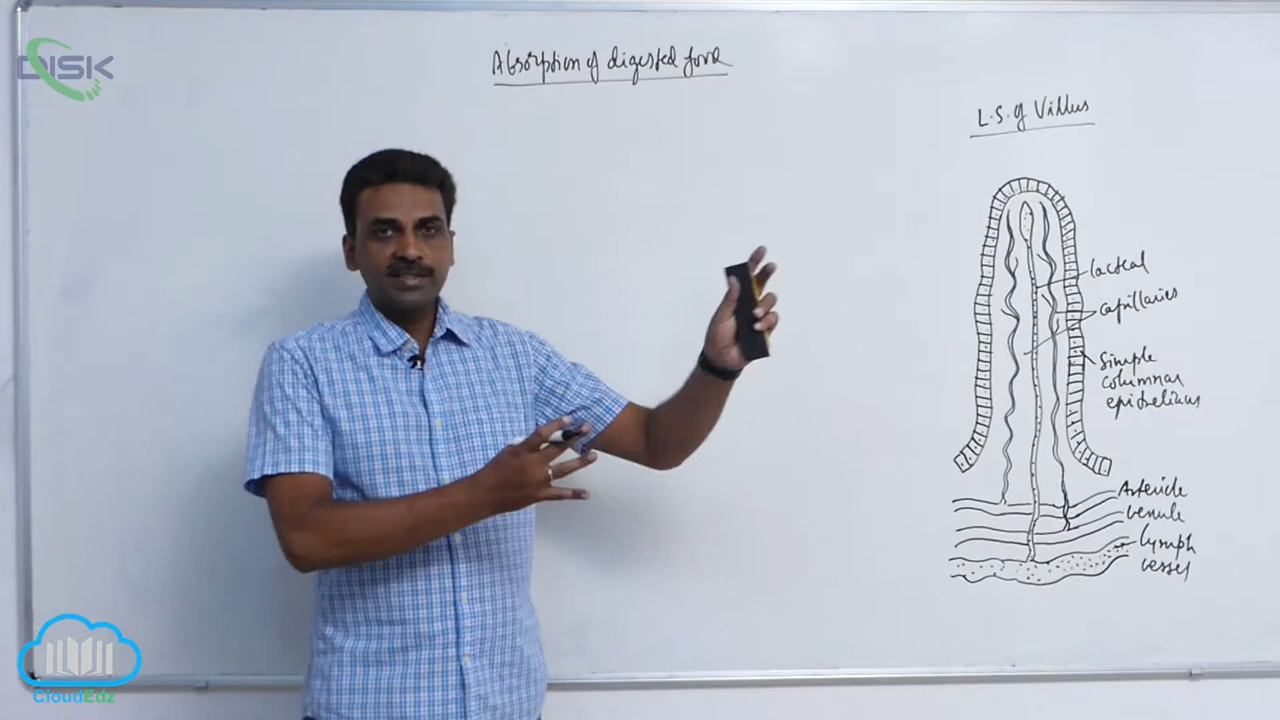 DISK
Absorption of digested food
L.S. of Villus
lacteal
capillaries
simple
columnar
epithelium
Arteriole
venule
lymph
vessel
CloudEdz